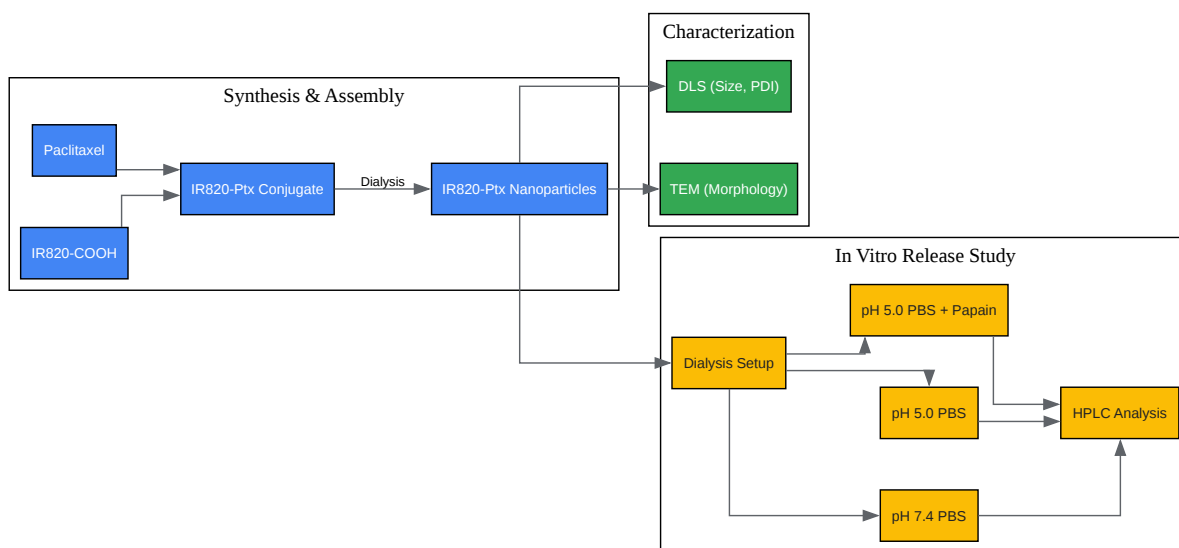 Synthesis & Assembly
Paclitaxel
IR820-COOH
IR820-Ptx Conjugate
Dialysis
IR820-Ptx Nanoparticles
Characterization
DLS (Size, PDI)
TEM (Morphology)
In Vitro Release Study
Dialysis Setup
pH 5.0 PBS + Papain
pH 5.0 PBS
pH 7.4 PBS
HPLC Analysis